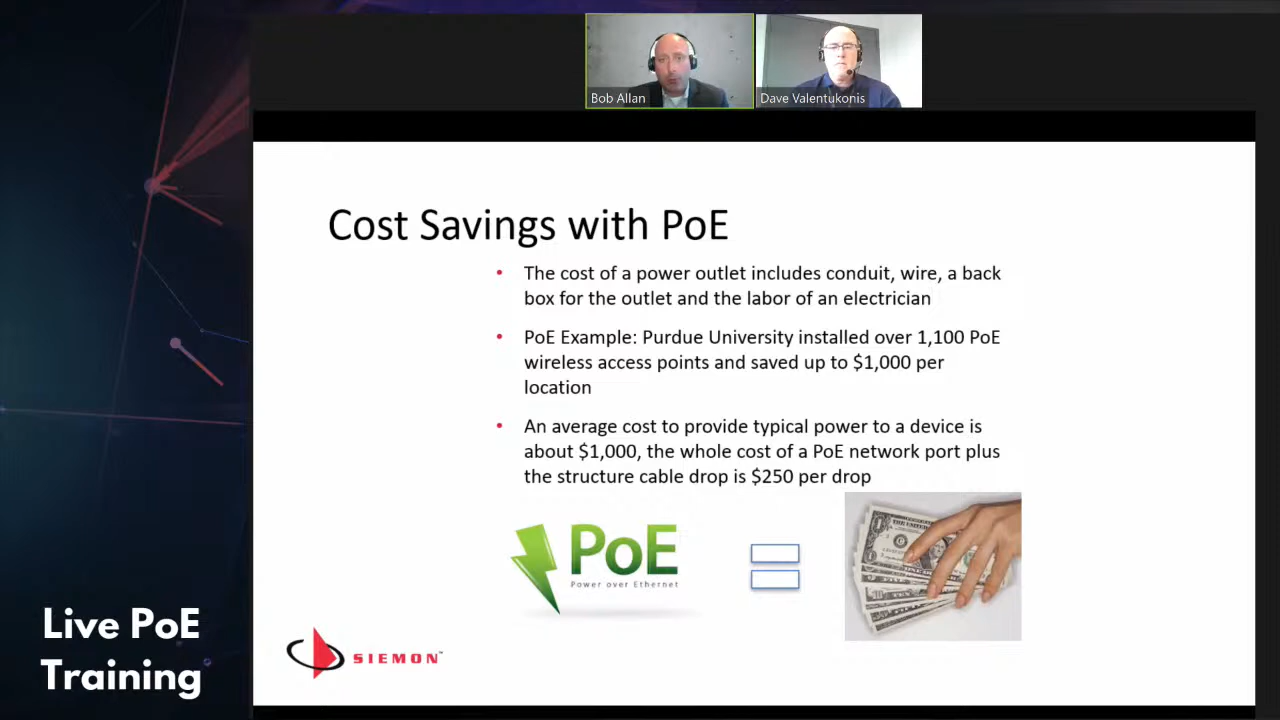 Bob Allan
Dave Valentukonis
Cost Savings with PoE
• The cost of a power outlet includes conduit, wire, a back
box for the outlet and the labor of an electrician
• PoE Example: Purdue University installed over 1,100 PoE
wireless access points and saved up to $1,000 per
location
• An average cost to provide typical power to a device is
about $1,000, the whole cost of a PoE network port plus
the structure cable drop is $250 per drop
PoE
Power over Ethernet
SIEMON™
Live PoE
Training